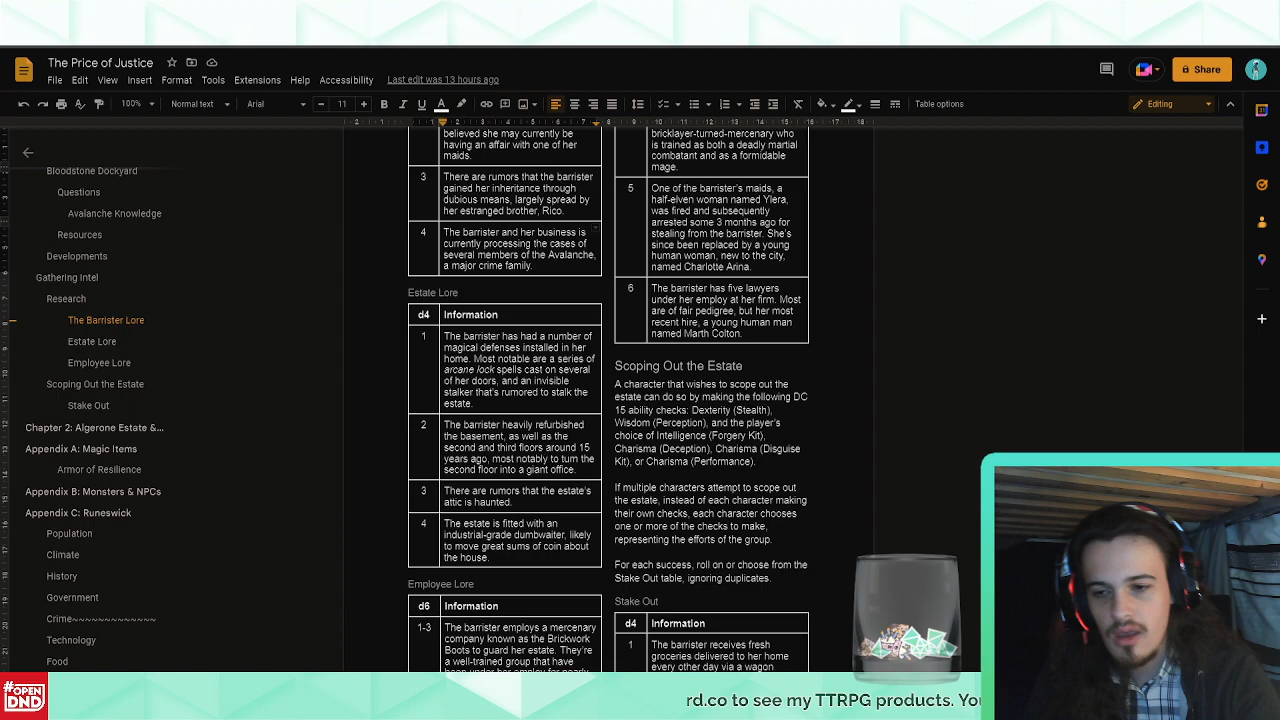 The Price of Justice
File Edit View Insert Format Tools Extensions Help Accessibility Last edit was 13 hours ago
Share
100% Normal text Arial 11 Table options Editing
Bloodstone Dockyard
Questions
Avalanche Knowledge
Resources
Developments
Gathering Intel
Research
The Barrister Lore
Estate Lore
Employee Lore
Scoping Out the Estate
Stake Out
Chapter 2: Algerone Estate &...
Appendix A: Magic Items
Armor of Resilience
Appendix B: Monsters & NPCs
Appendix C: Runeswick
Population
Climate
History
Government
Crime~~~~~~~~~~~~~
Technology
Food
believed she may currently be
having an affair with one of her
maids.
3 There are rumors that the barrister
gained her inheritance through
dubious means, largely spread by
her estranged brother, Rico.
4 The barrister and her business is
currently processing the cases of
several members of the Avalanche,
a major crime family.
Estate Lore
d4 Information
1 The barrister has had a number of
magical defenses installed in her
home. Most notable are a series of
arcane lock spells cast on several
of her doors, and an invisible
stalker that's rumored to stalk the
estate.
2 The barrister heavily refurbished
the basement, as well as the
second and third floors around 15
years ago, most notably to turn the
second floor into a giant office.
3 There are rumors that the estate's
attic is haunted.
4 The estate is fitted with an
industrial-grade dumbwaiter, likely
to move great sums of coin about
the house.
Employee Lore
d6 Information
1-3 The barrister employs a mercenary
company known as the Brickwork
Boots to guard her estate. They're
a well-trained group that have
bricklayer-turned-mercenary who
is trained as both a deadly martial
combatant and as a formidable
mage.
5 One of the barrister's maids, a
half-elven woman named Ylera,
was fired and subsequently
arrested some 3 months ago for
stealing from the barrister. She's
since been replaced by a young
human woman, new to the city,
named Charlotte Arina.
6 The barrister has five lawyers
under her employ at her firm. Most
are of fair pedigree, but her most
recent hire, a young human man
named Marth Colton.
Scoping Out the Estate
A character that wishes to scope out the
estate can do so by making the following DC
15 ability checks: Dexterity (Stealth),
Wisdom (Perception), and the player's
choice of Intelligence (Forgery Kit),
Charisma (Deception), Charisma (Disguise
Kit), or Charisma (Performance).
If multiple characters attempt to scope out
the estate, instead of each character making
their own checks, each character chooses
one or more of the checks to make,
representing the efforts of the group.
For each success, roll on or choose from the
Stake Out table, ignoring duplicates.
Stake Out
d4 Information
1 The barrister receives fresh
groceries delivered to her home
every other day via a wagon
#OPEN
DND
rd.co to see my TTRPG products. You